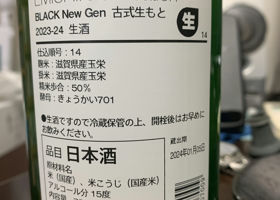 BLACK New Gen 古式生もと
2023-24 生酒
生
14
仕込順号：14
麹米：滋賀県産玉栄
掛米：滋賀県産玉栄
精米歩合：50%
酵母：きょうかい701
●生酒ですので冷蔵保管の上、開栓後はお早めに
お飲みください。
品目 日本酒
蔵出期
2024年01月05日
原材料名
米（国産）、米こうじ（国産米）
アルコール分 15度